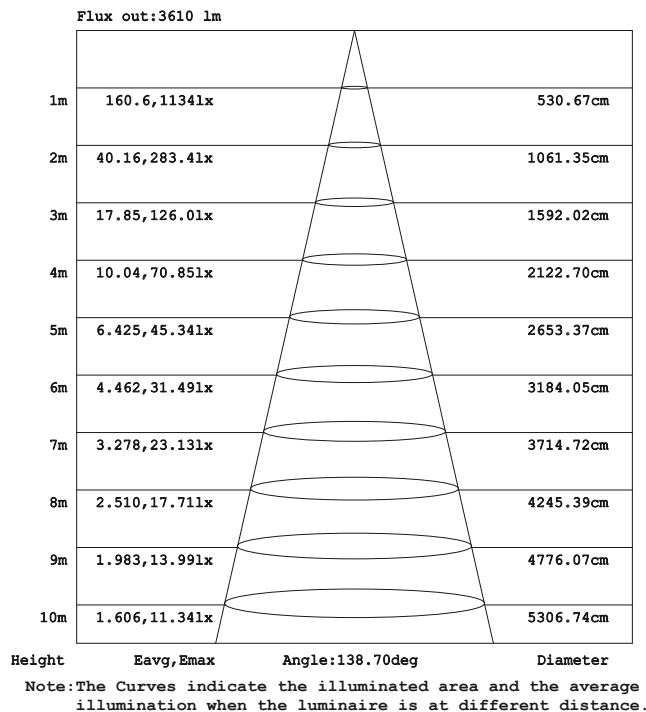 Flux out:3610 lm
1m 160.6,1134lx 530.67cm
2m 40.16,283.4lx 1061.35cm
3m 17.85,126.0lx 1592.02cm
4m 10.04,70.85lx 2122.70cm
5m 6.425,45.34lx 2653.37cm
6m 4.462,31.49lx 3184.05cm
7m 3.278,23.13lx 3714.72cm
8m 2.510,17.71lx 4245.39cm
9m 1.983,13.99lx 4776.07cm
10m 1.606,11.34lx 5306.74cm
Height Eavg,Emax Angle:138.70deg Diameter
Note:The Curves indicate the illuminated area and the average
illumination when the luminaire is at different distance.